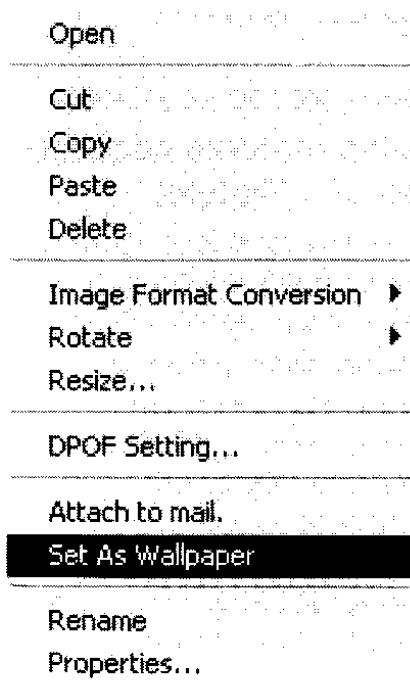 Open
Cut
Copy
Paste
Delete
Image Format Conversion
Rotate
Resize...
DPOF Setting...
Attach to mail.
Set As Wallpaper
Rename
Properties...